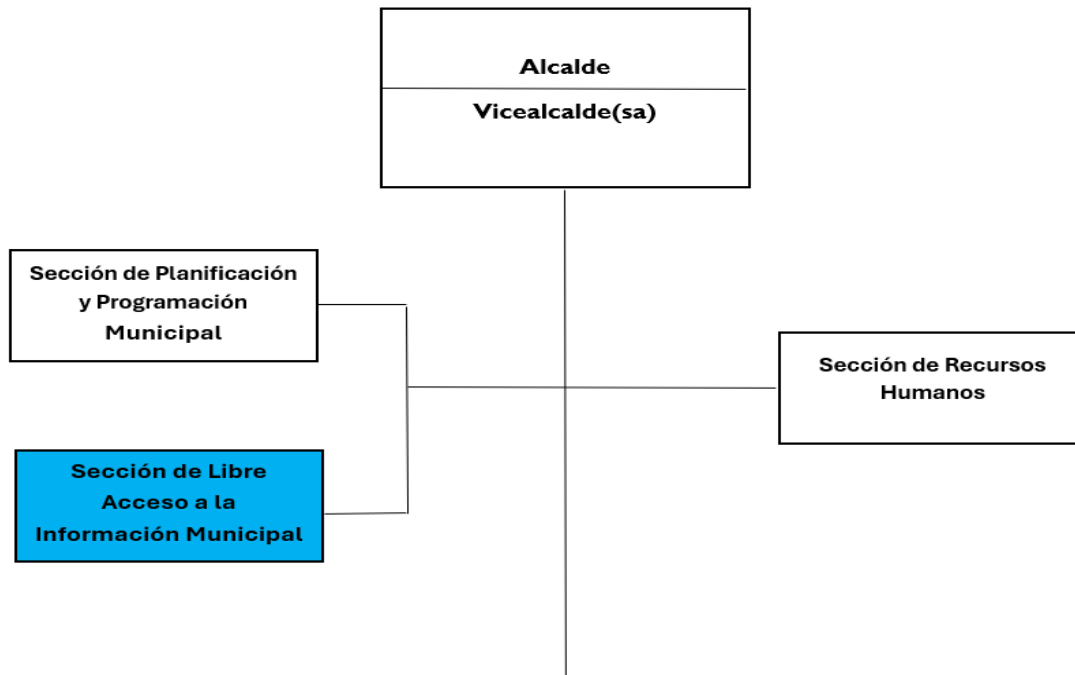 Alcalde
Vicealcalde(sa)
Sección de Planificación
y Programación
Municipal
Sección de Recursos
Humanos
Sección de Libre
Acceso a la
Información Municipal